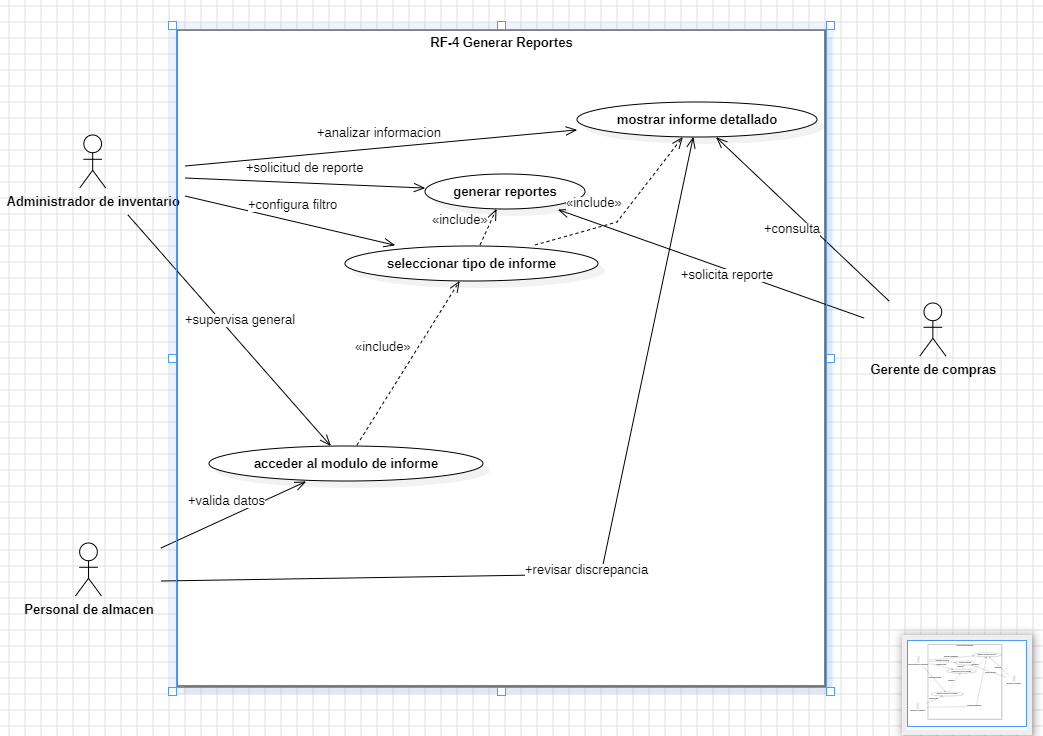 RF-4 Generar Reportes
mostrar informe detallado
+analizar informacion
+solicitud de reporte
generar reportes
Administrador de inventario
+configura filtro
«include»
«include»
+consulta
seleccionar tipo de informe
+solicita reporte
+supervisa general
«include»
Gerente de compras
acceder al modulo de informe
+valida datos
+revisar discrepancia
Personal de almacen